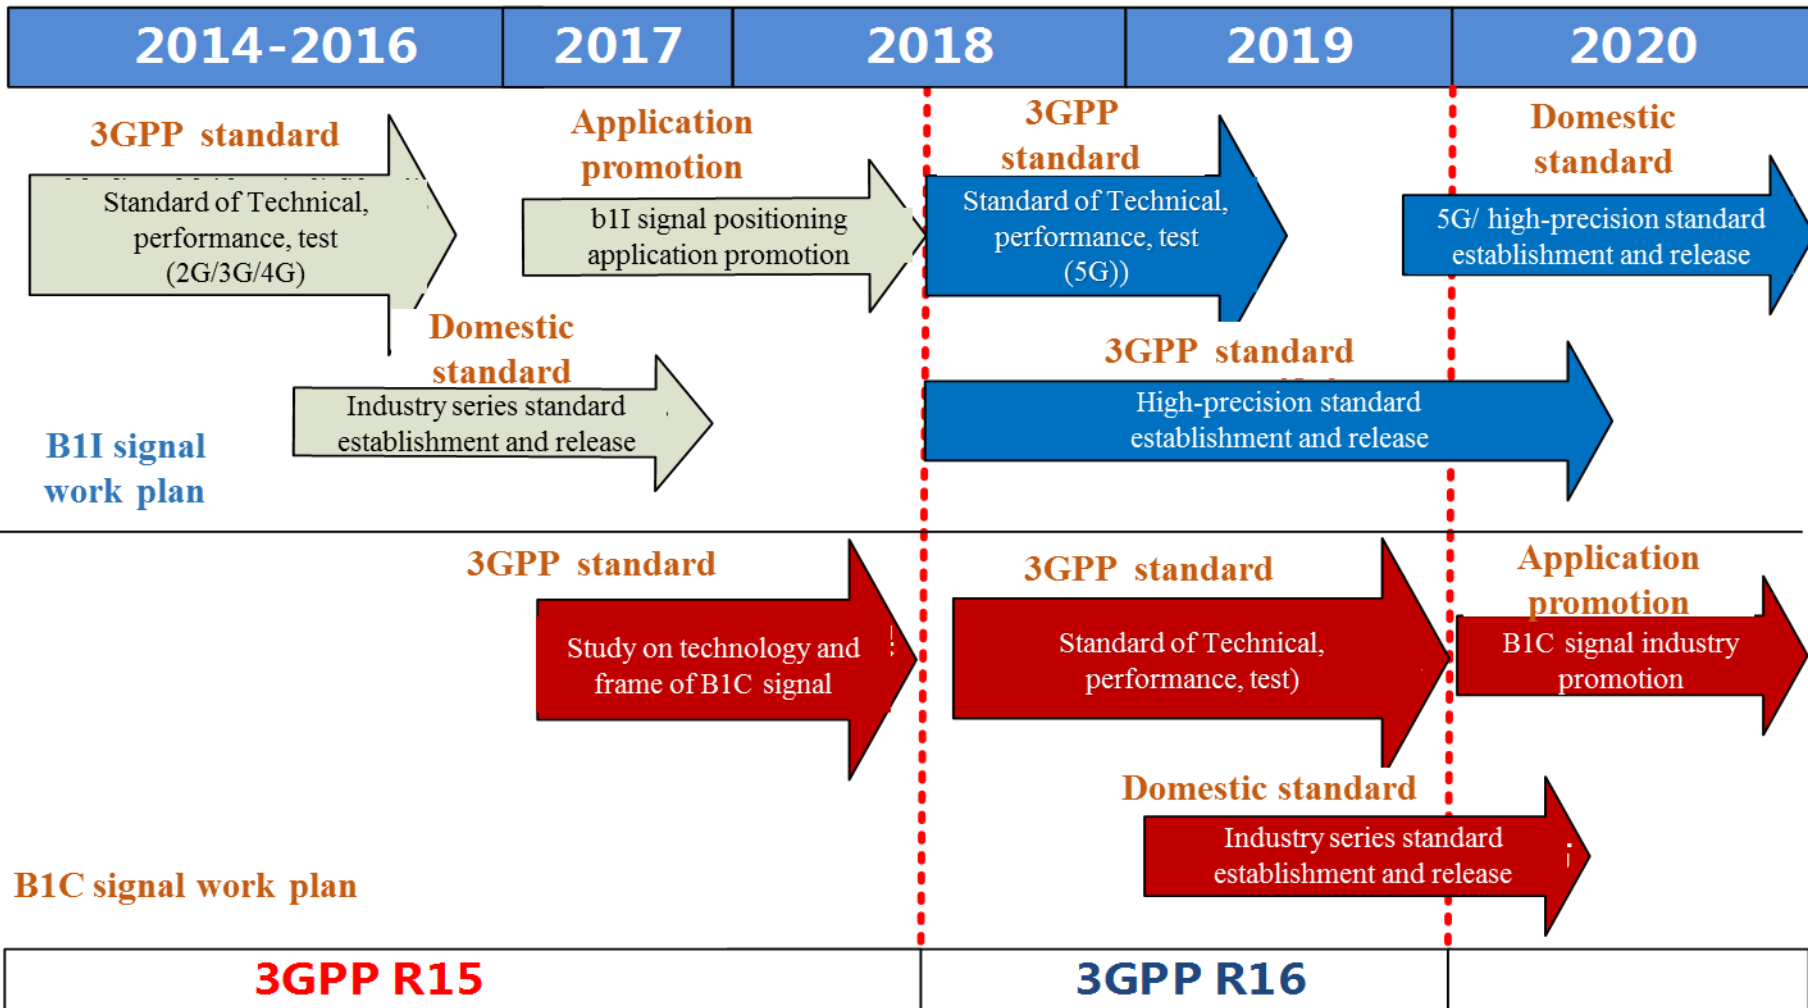 2014-2016
2017
2018
2019
2020
3GPP standard
Standard of Technical,
performance, test
(2G/3G/4G)
Application
promotion
b1I signal positioning
application promotion
3GPP
standard
Standard of Technical,
performance, test
(5G))
Domestic
standard
5G/ high-precision standard
establishment and release
Domestic
standard
Industry series standard
establishment and release
3GPP standard
High-precision standard
establishment and release
B1I signal
work plan
3GPP standard
Study on technology and
frame of B1C signal
3GPP standard
Standard of Technical,
performance, test)
Application
promotion
B1C signal industry
promotion
Domestic standard
Industry series standard
establishment and release
B1C signal work plan
3GPP R15
3GPP R16